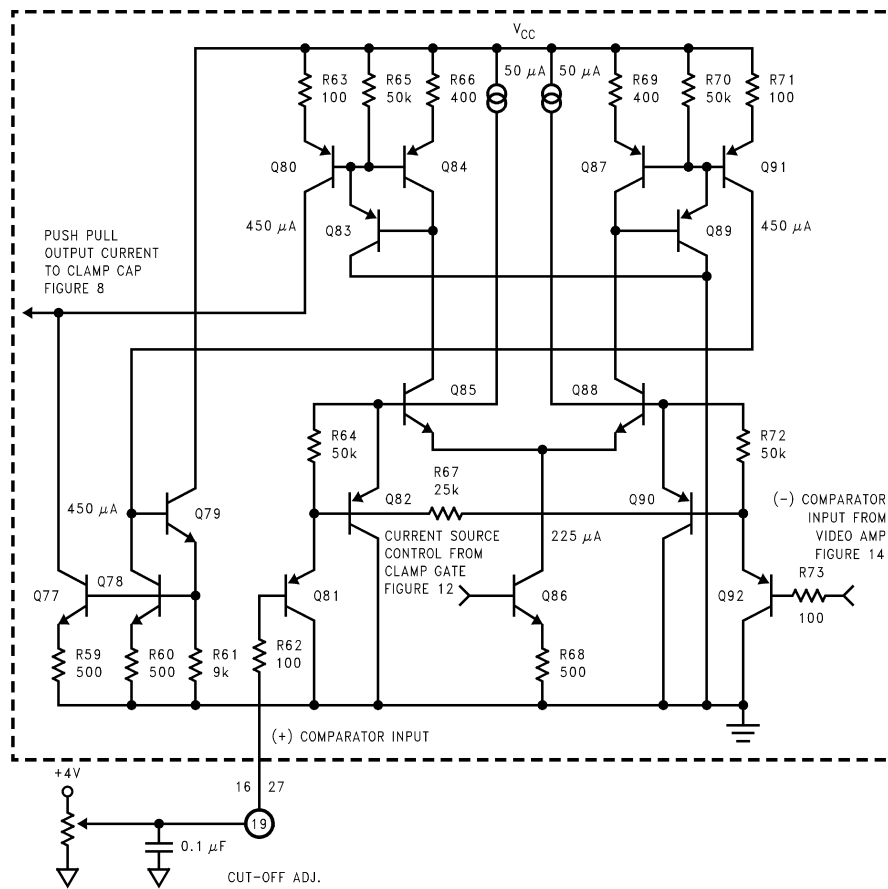 VCC
R63
100
R65
50k
R66
400
50 μA
50 μA
R69
400
R70
50k
R71
100
Q80
Q84
Q87
Q91
450 μA
Q83
Q89
450 μA
PUSH PULL
OUTPUT CURRENT
TO CLAMP CAP
FIGURE 8
Q85
Q88
R64
50k
R72
50k
R67
25k
450 μA
Q79
Q82
Q90
(-) COMPARATOR
INPUT FROM
VIDEO AMP
FIGURE 14
CURRENT SOURCE
CONTROL FROM
CLAMP GATE
FIGURE 12
225 μA
Q77
Q78
Q81
Q86
Q92
R73
100
R59
500
R60
500
R61
9k
R62
100
R68
500
(+) COMPARATOR INPUT
+4V
16 27
19
0.1 μF
CUT-OFF ADJ.